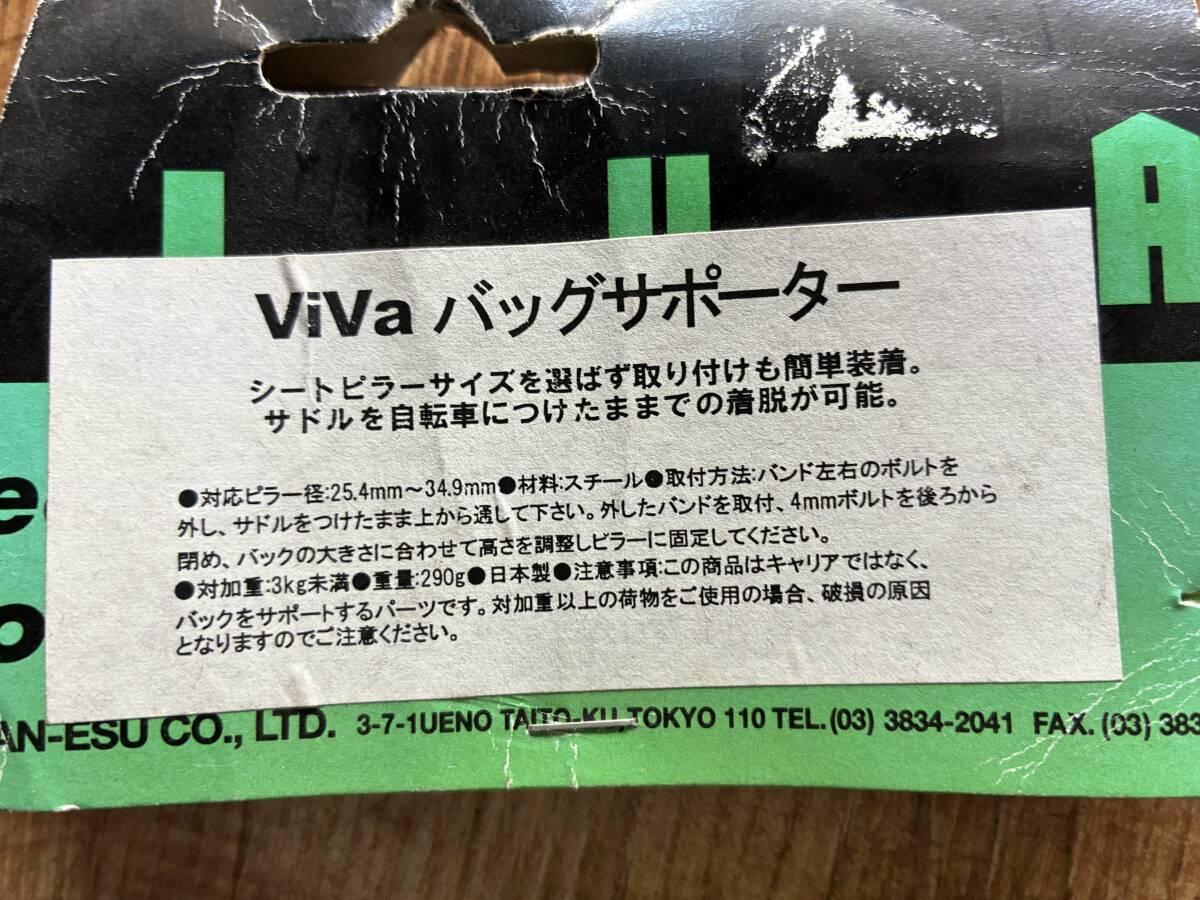 ViVa バッグサポーター
シートピラーサイズを選ばず取り付けも簡単装着。
サドルを自転車につけたままでの着脱が可能。
●対応ピラー径:25.4mm～34.9mm●材料:スチール●取付方法:バンド左右のボルトを
外し、サドルをつけたまま上から通して下さい。外したバンドを取付、4mmボルトを後ろから
閉め、バックの大きさに合わせて高さを調整しピラーに固定してください。
●対加重:3kg未満●重量:290g●日本製●注意事項:この商品はキャリアではなく、
バックをサポートするパーツです。対加重以上の荷物をご使用の場合、破損の原因
となりますのでご注意ください。
AN-ESU CO., LTD. 3-7-1UENO TAITO-KU, TOKYO 110 TEL. (03) 3834-2041 FAX. (03) 383